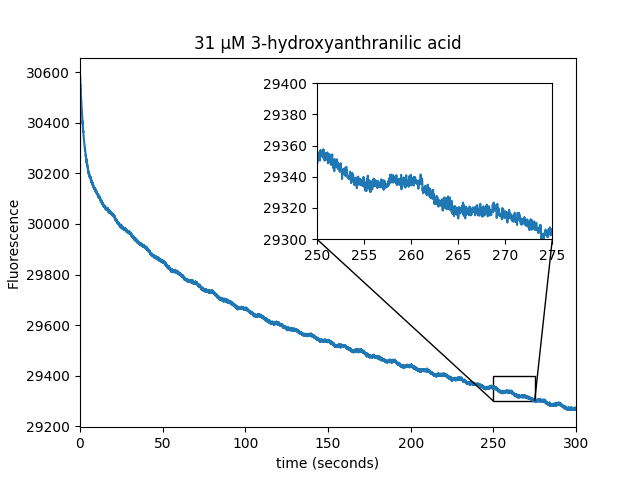 31 μM 3-hydroxyanthranilic acid
Fluorescence
30600
30400
30200
30000
29800
29600
29400
29200
0 50 100 150 200 250 300
time (seconds)
29400
29380
29360
29340
29320
29300
250 255 260 265 270 275